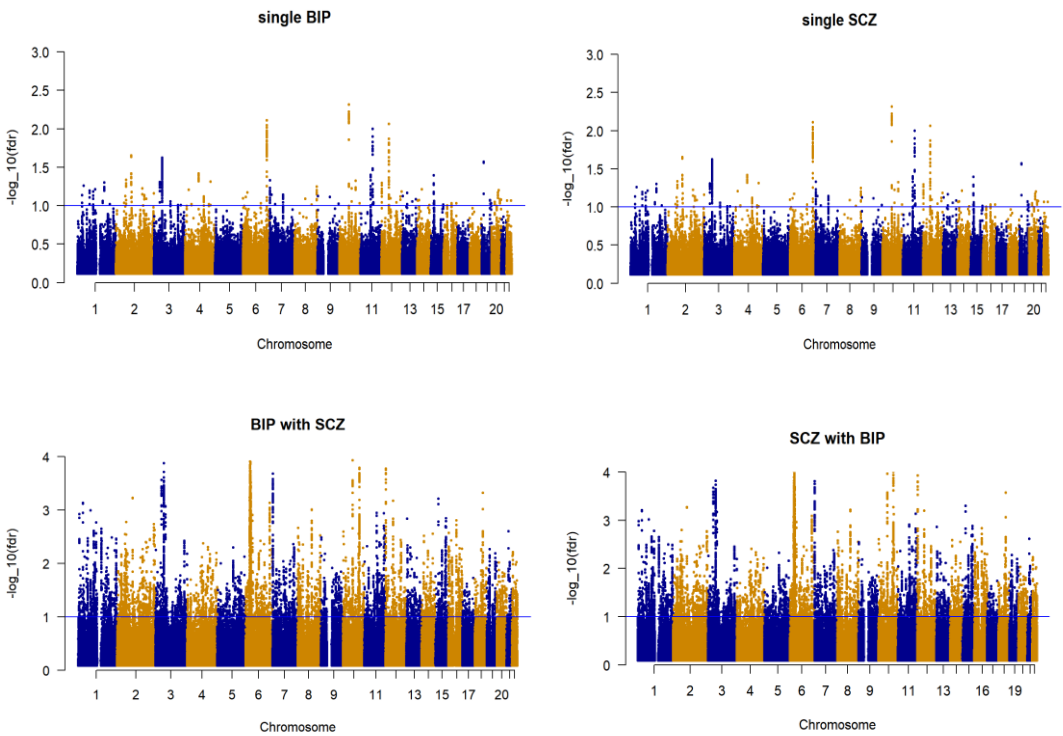 single BIP
-log_10(fdr)
3.0
2.5
2.0
1.5
1.0
0.5
0.0
1 2 3 4 5 6 7 8 9 11 13 15 17 20
Chromosome
single SCZ
-log_10(fdr)
3.0
2.5
2.0
1.5
1.0
0.5
0.0
1 2 3 4 5 6 7 8 9 11 13 15 17 20
Chromosome
BIP with SCZ
-log_10(fdr)
4
3
2
1
0
1 2 3 4 5 6 7 8 9 11 13 15 17 20
Chromosome
SCZ with BIP
-log_10(fdr)
4
3
2
1
0
1 2 3 4 5 6 7 8 9 11 13 16 19
Chromosome